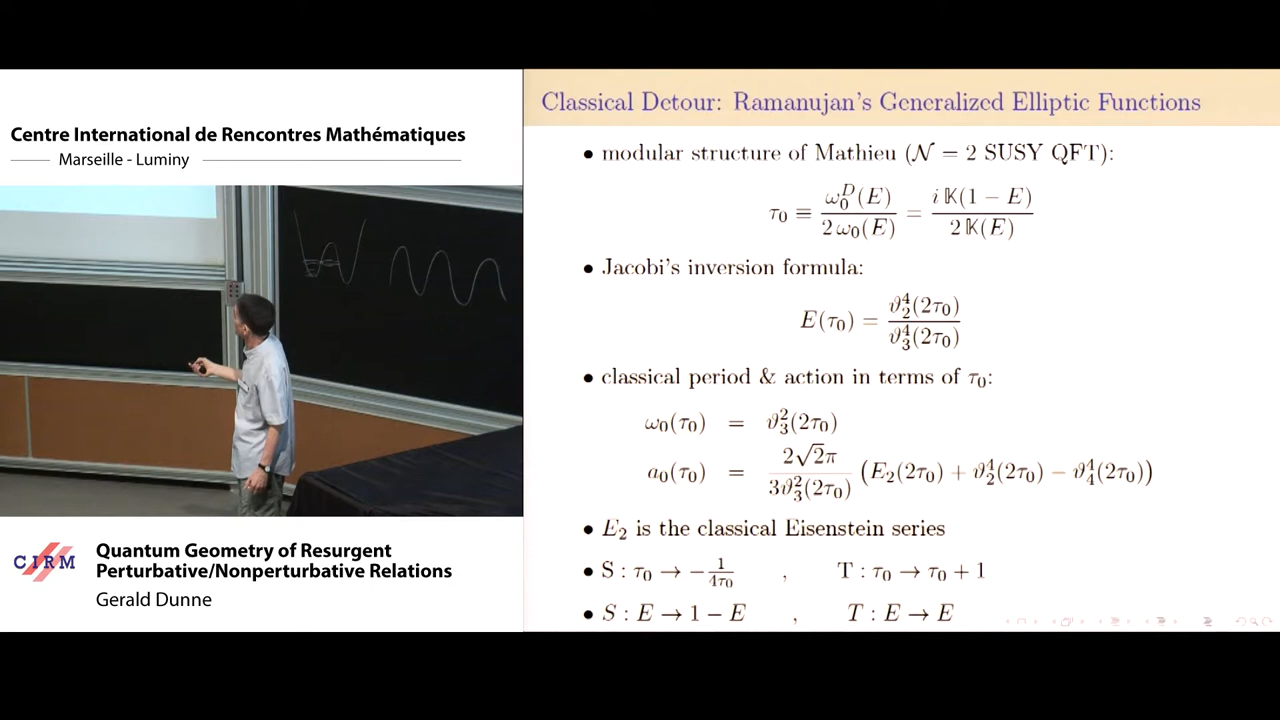 Centre International de Rencontres Mathématiques
Marseille - Luminy
CIRM
Quantum Geometry of Resurgent
Perturbative/Nonperturbative Relations
Gerald Dunne
Classical Detour: Ramanujan's Generalized Elliptic Functions
• modular structure of Mathieu (𝒩 = 2 SUSY QFT):
τ₀ ≡ ω₀ᴰ(E) / 2 ω₀(E) = i 𝕂(1 − E) / 2 𝕂(E)
• Jacobi's inversion formula:
E(τ₀) = ϑ₂⁴(2τ₀) / ϑ₃⁴(2τ₀)
• classical period & action in terms of τ₀:
ω₀(τ₀) = ϑ₃²(2τ₀)
a₀(τ₀) = 2√2π / 3ϑ₃²(2τ₀) (E₂(2τ₀) + ϑ₂⁴(2τ₀) − ϑ₄⁴(2τ₀))
• E₂ is the classical Eisenstein series
• S : τ₀ → −1/4τ₀ , T : τ₀ → τ₀ + 1
• S : E → 1 − E , T : E → E